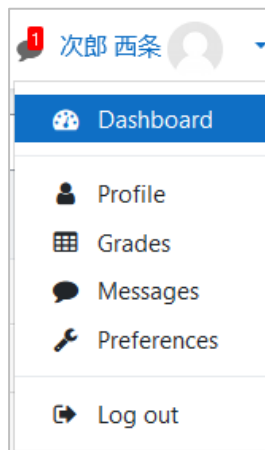 1
次郎 西条
Dashboard
Profile
Grades
Messages
Preferences
Log out